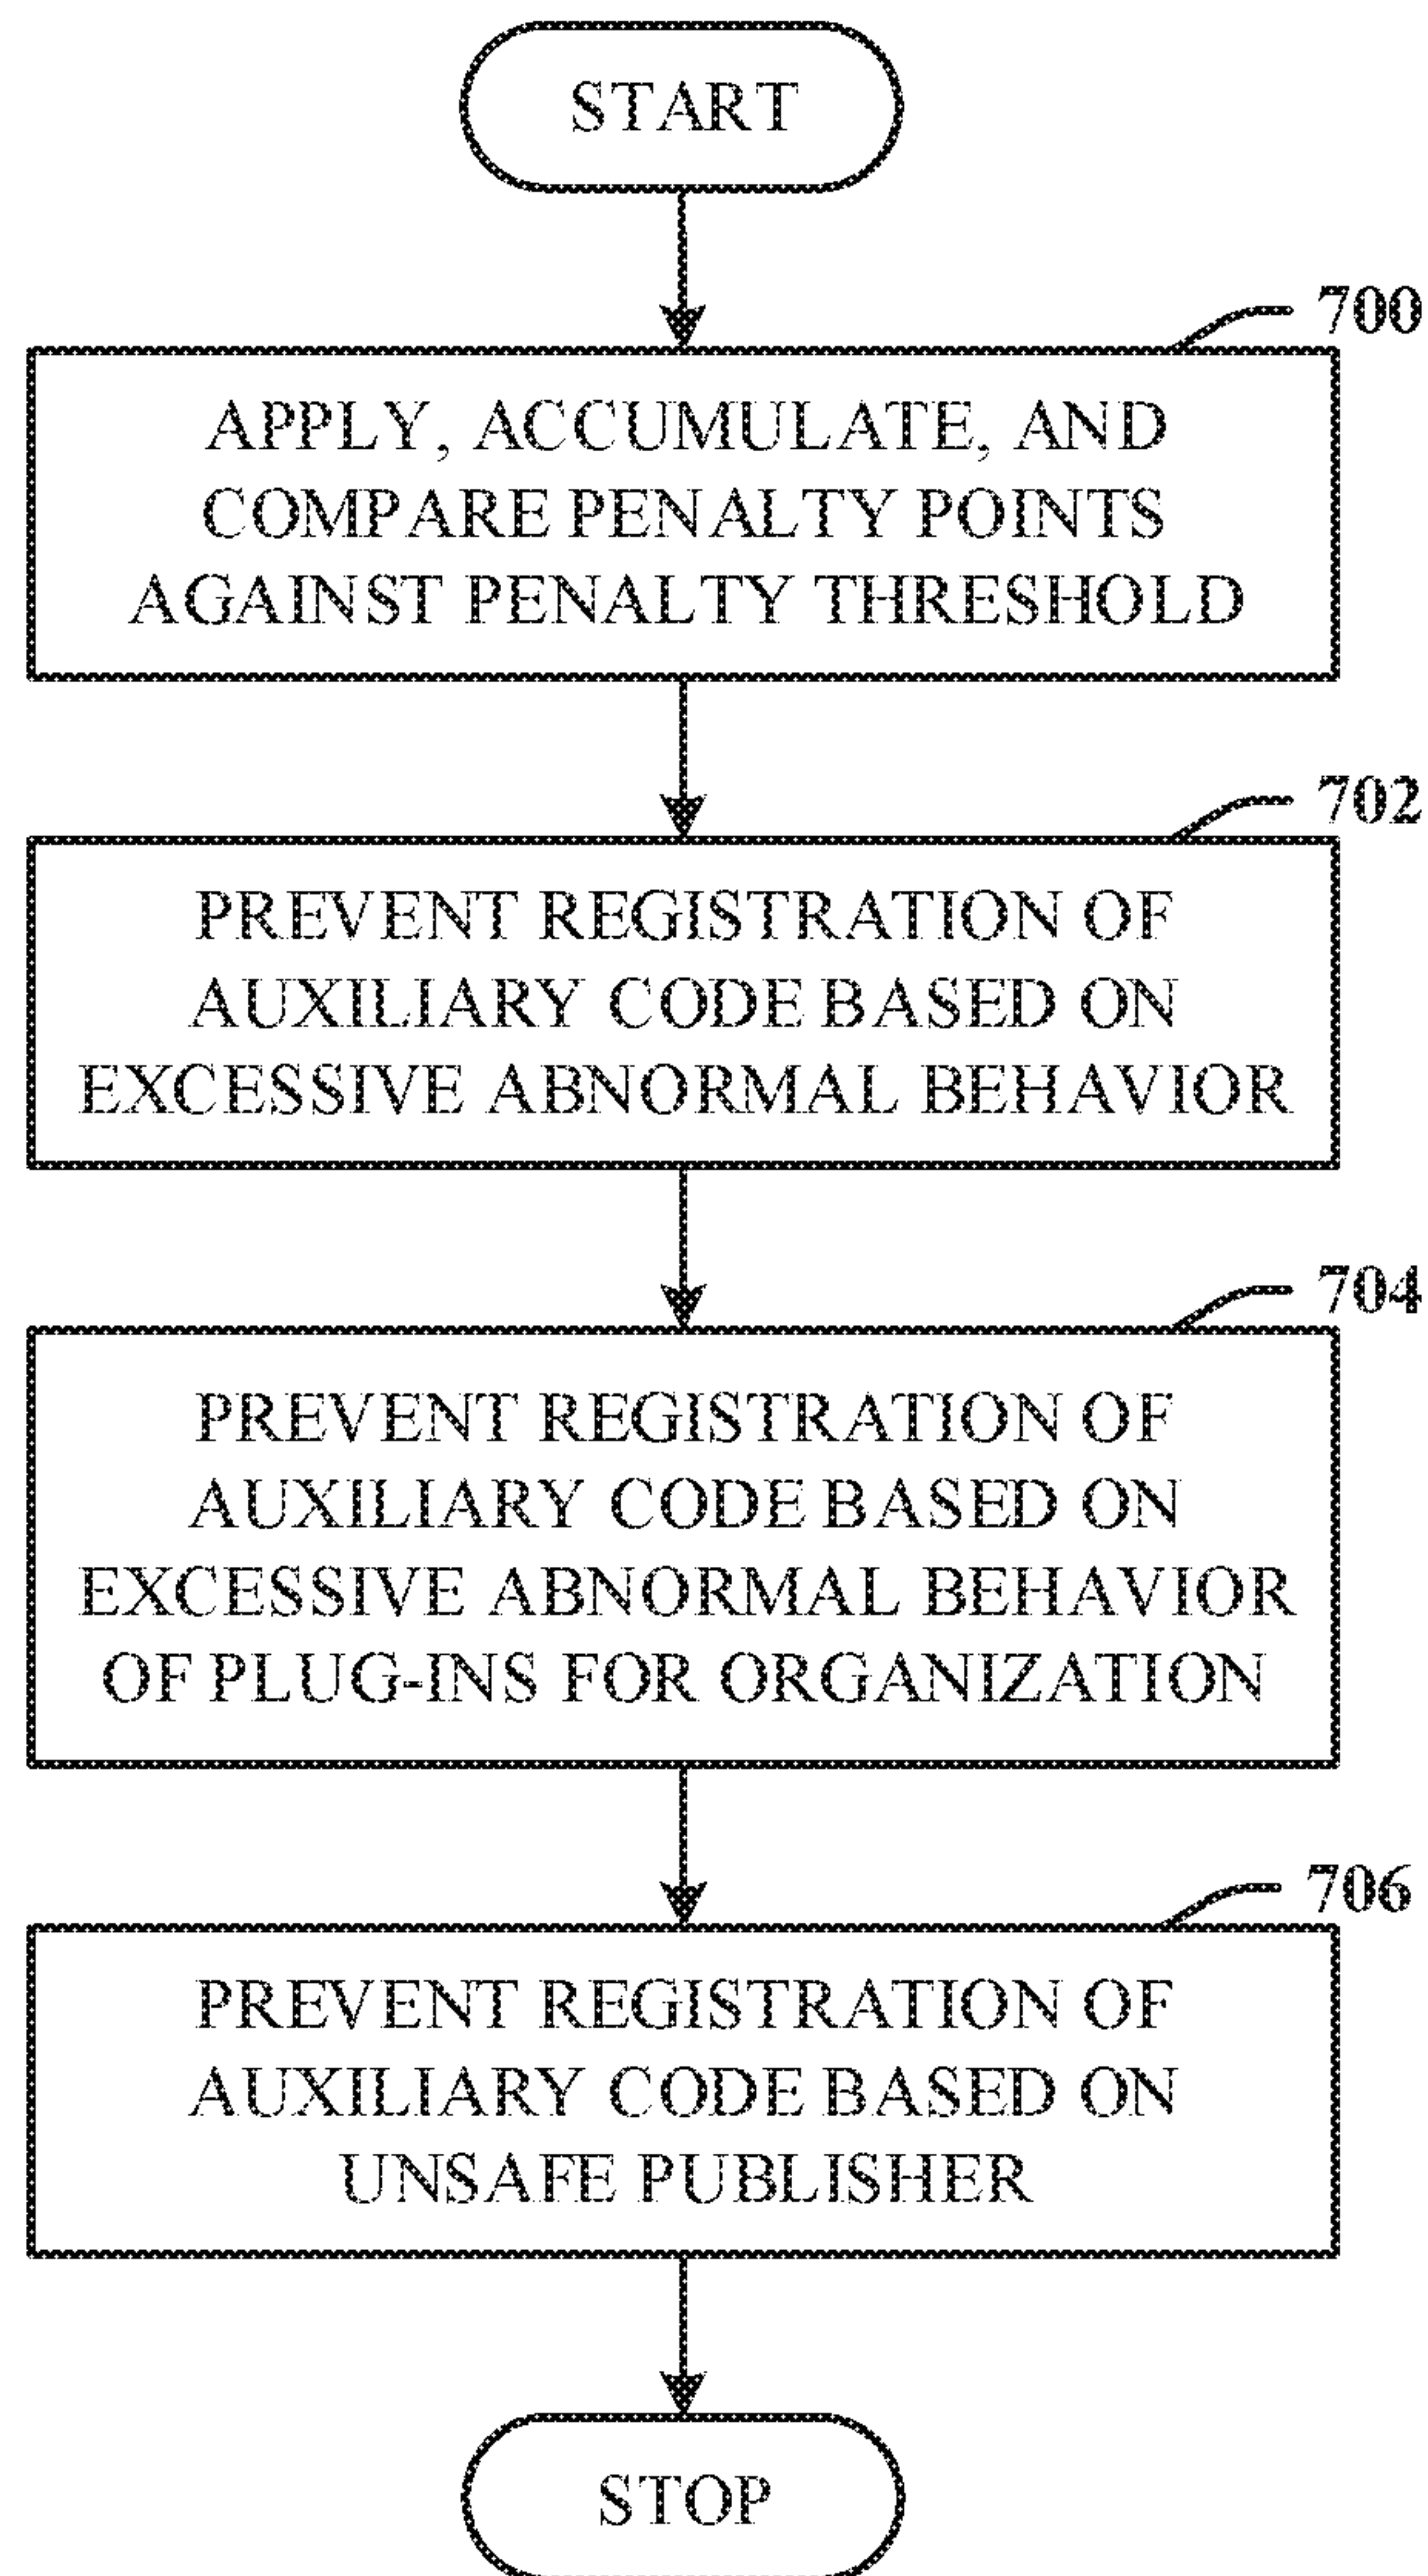 START
700
APPLY, ACCUMULATE, AND
COMPARE PENALTY POINTS
AGAINST PENALTY THRESHOLD
702
PREVENT REGISTRATION OF
AUXILIARY CODE BASED ON
EXCESSIVE ABNORMAL BEHAVIOR
704
PREVENT REGISTRATION OF
AUXILIARY CODE BASED ON
EXCESSIVE ABNORMAL BEHAVIOR
OF PLUG-INS FOR ORGANIZATION
706
PREVENT REGISTRATION OF
AUXILIARY CODE BASED ON
UNSAFE PUBLISHER
STOP